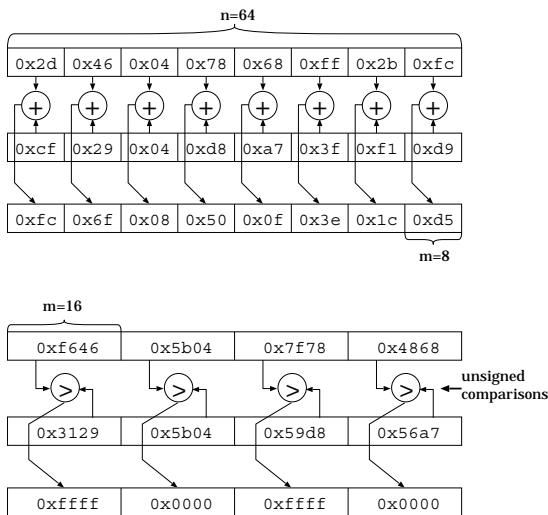 n=64
0x2d 0x46 0x04 0x78 0x68 0xff 0x2b 0xfc
+ + + + + + + +
0xcf 0x29 0x04 0xd8 0xa7 0x3f 0xf1 0xd9
0xfc 0x6f 0x08 0x50 0x0f 0x3e 0x1c 0xd5
m=8
m=16
0xf646 0x5b04 0x7f78 0x4868
> > > >
unsigned
comparisons
0x3129 0x5b04 0x59d8 0x56a7
0xffff 0x0000 0xffff 0x0000